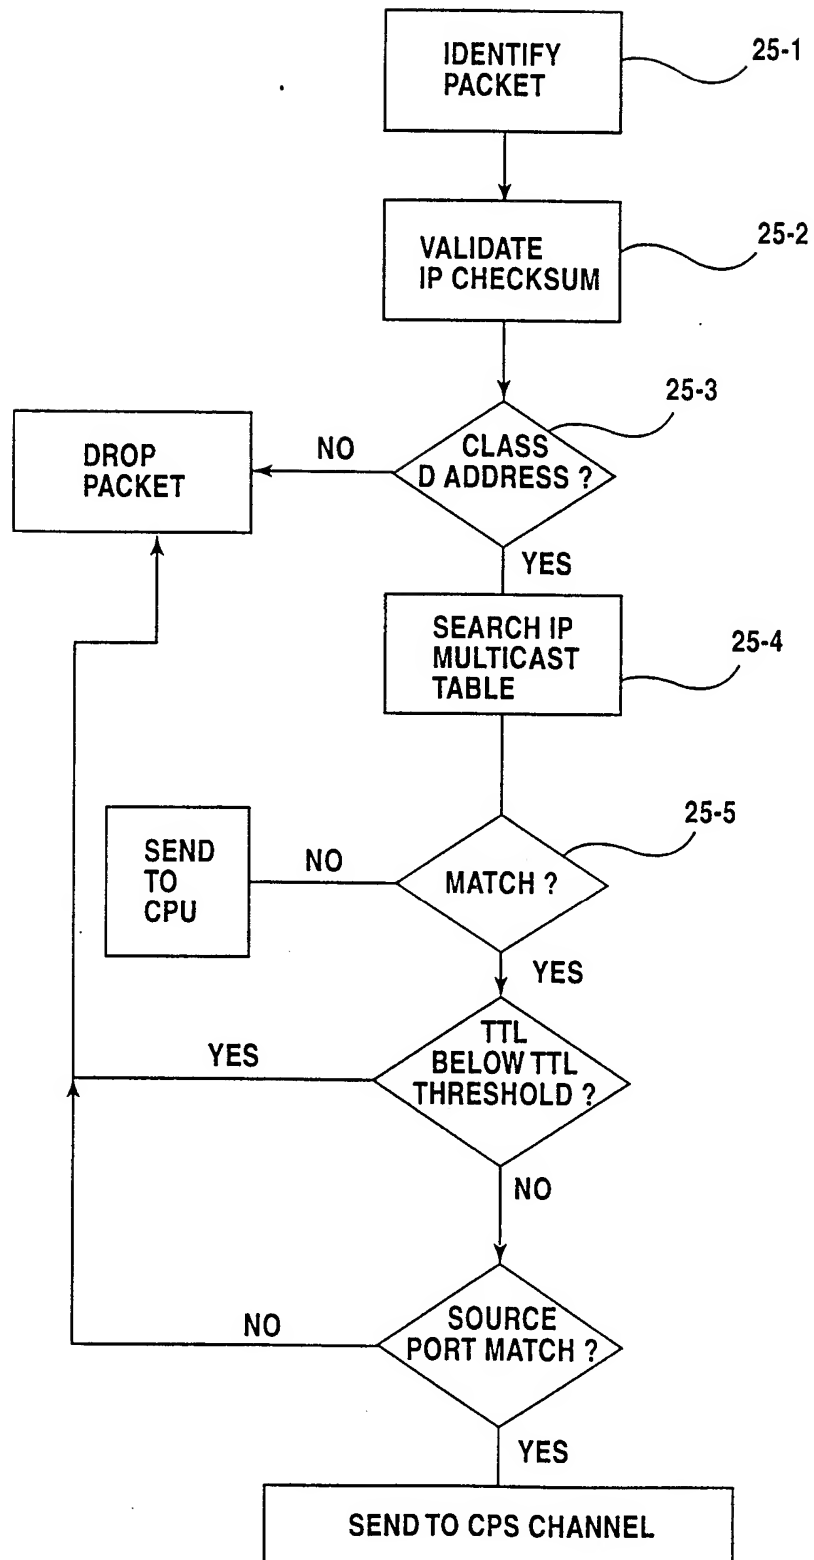 IDENTIFY
PACKET
25-1
VALIDATE
IP CHECKSUM
25-2
25-3
CLASS
D ADDRESS ?
NO
DROP
PACKET
YES
SEARCH IP
MULTICAST
TABLE
25-4
25-5
MATCH ?
NO
SEND
TO
CPU
YES
TTL
BELOW TTL
THRESHOLD ?
YES
NO
SOURCE
PORT MATCH ?
NO
YES
SEND TO CPS CHANNEL